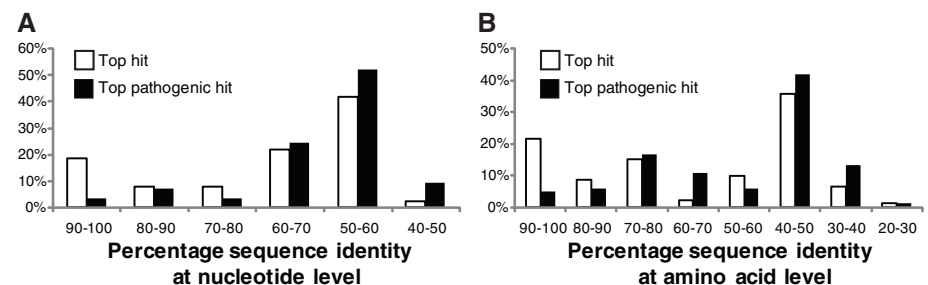 A
60%
50%
40%
30%
20%
10%
0%
Top hit
Top pathogenic hit
90-100 80-90 70-80 60-70 50-60 40-50
Percentage sequence identity
at nucleotide level
B
50%
40%
30%
20%
10%
0%
Top hit
Top pathogenic hit
90-100 80-90 70-80 60-70 50-60 40-50 30-40 20-30
Percentage sequence identity
at amino acid level